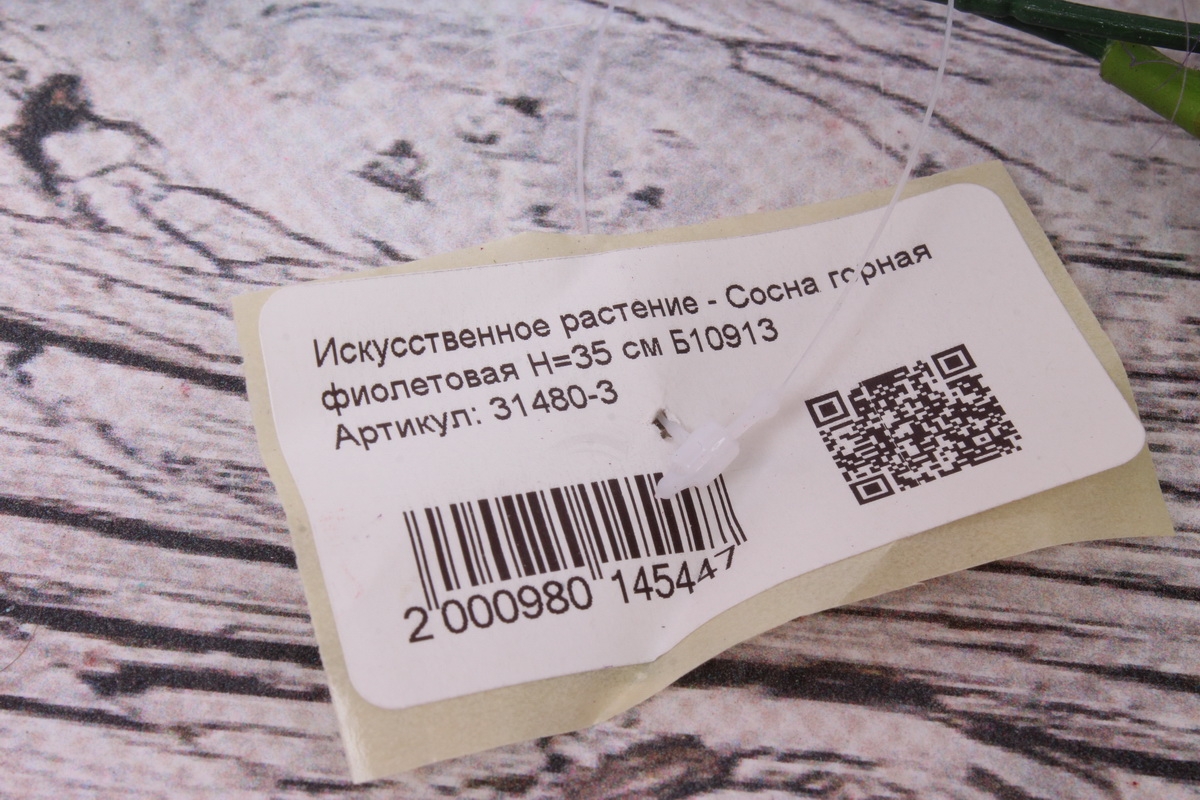 Искусственное растение - Сосна горная
фиолетовая H=35 см Б10913
Артикул: 31480-3
2 000980 145447